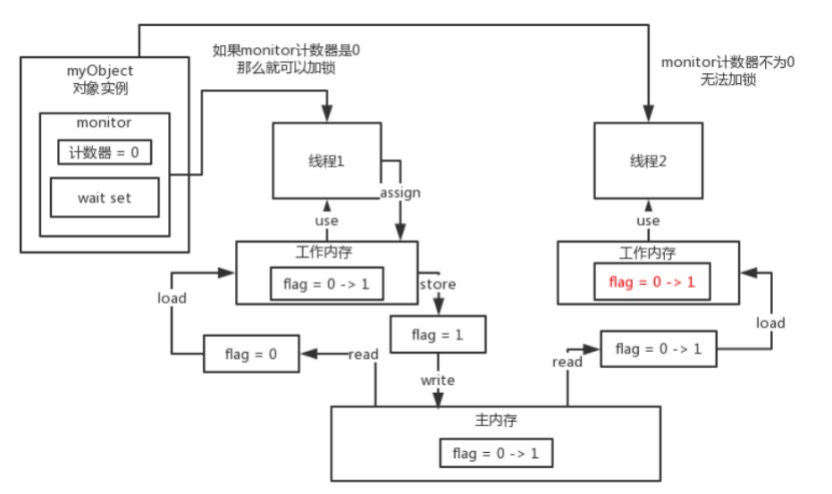 如果monitor计数器是0
那么就可以加锁
monitor计数器不为0
无法加锁
myObject
对象实例
monitor
计数器 = 0
wait set
线程1
线程2
assign
use
use
工作内存
flag = 0 -> 1
工作内存
flag = 0 -> 1
load
store
load
flag = 0
read
flag = 1
read
flag = 0 -> 1
write
主内存
flag = 0 -> 1